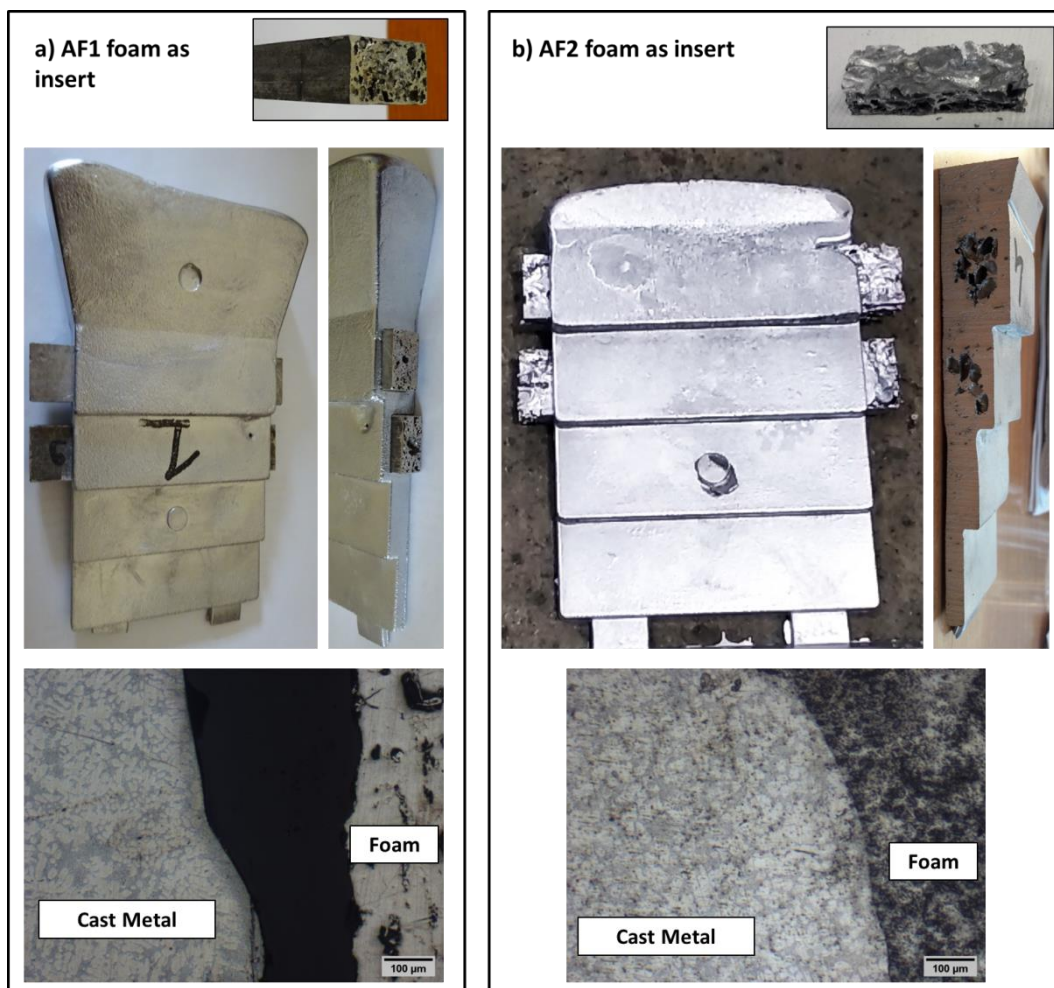 a) AF1 foam as
insert
b) AF2 foam as insert
1
Foam
Cast Metal
100 µm
Foam
Cast Metal
100 µm